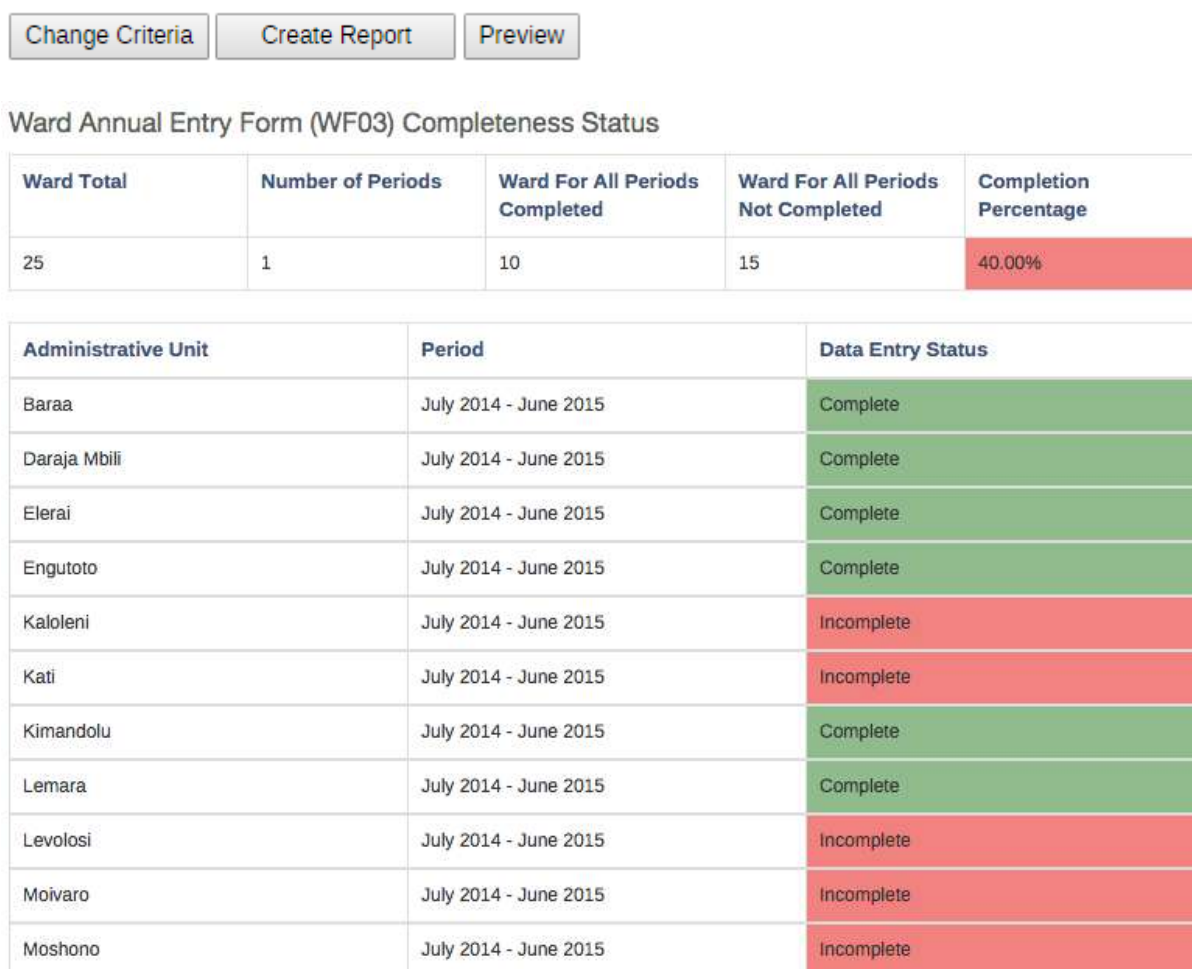 Change Criteria Create Report Preview
Ward Annual Entry Form (WF03) Completeness Status
Ward Total Number of Periods Ward For All Periods Completed Ward For All Periods Not Completed Completion Percentage
25 1 10 15 40.00%
Administrative Unit Period Data Entry Status
Baraa July 2014 - June 2015 Complete
Daraja Mbili July 2014 - June 2015 Complete
Elerai July 2014 - June 2015 Complete
Engutoto July 2014 - June 2015 Complete
Kaloleni July 2014 - June 2015 Incomplete
Kati July 2014 - June 2015 Incomplete
Kimandolu July 2014 - June 2015 Complete
Lemara July 2014 - June 2015 Complete
Levolosi July 2014 - June 2015 Incomplete
Moivaro July 2014 - June 2015 Incomplete
Moshono July 2014 - June 2015 Incomplete